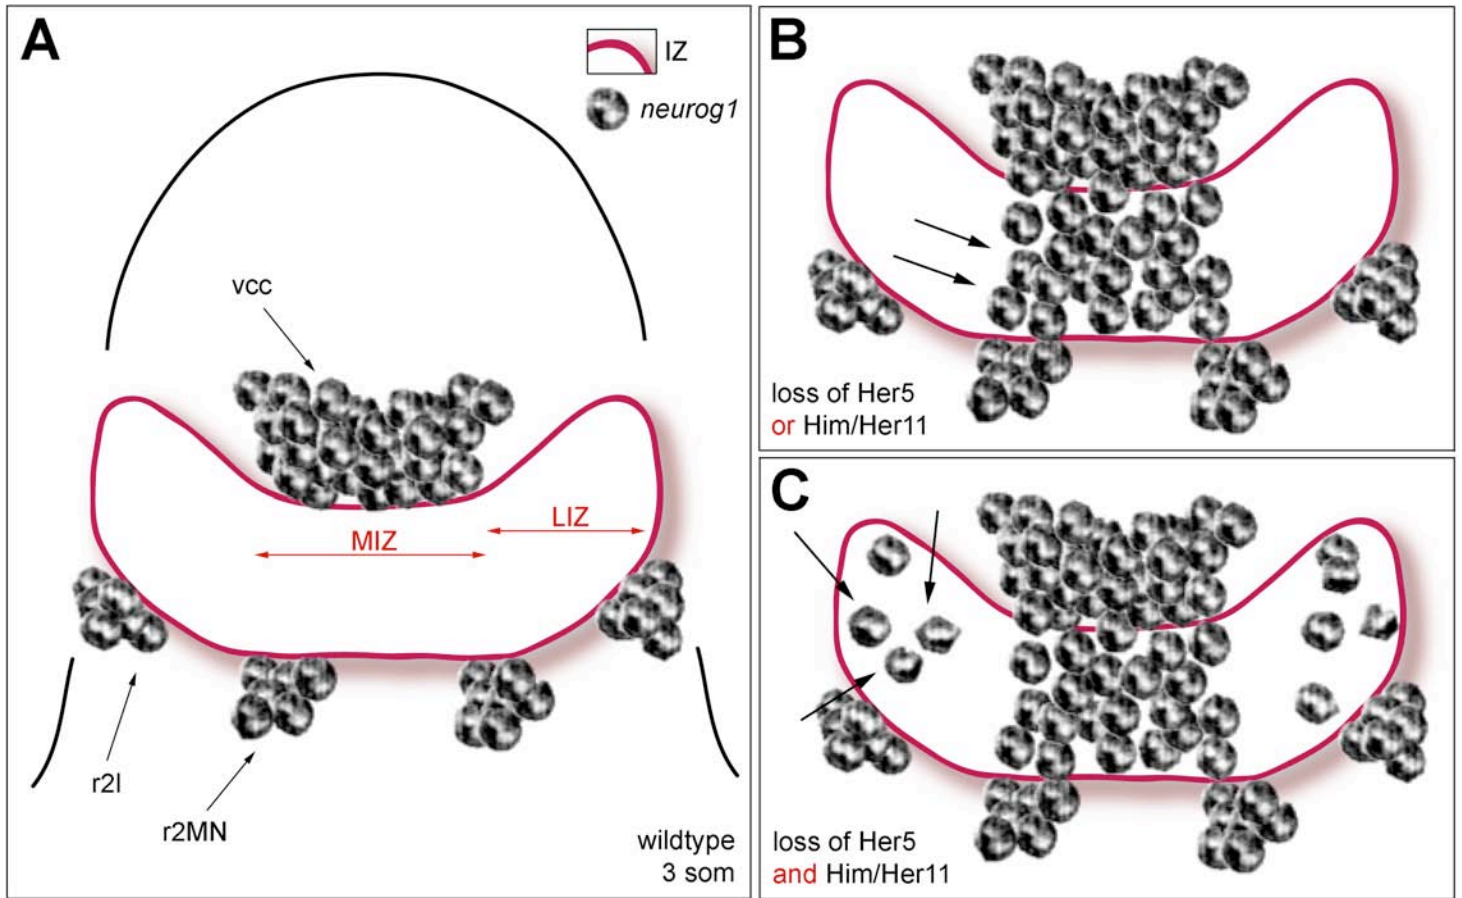 A
IZ
neurog1
vcc
MIZ
LIZ
r2l
r2MN
wildtype
3 som
B
loss of Her5
or Him/Her11
C
loss of Her5
and Him/Her11